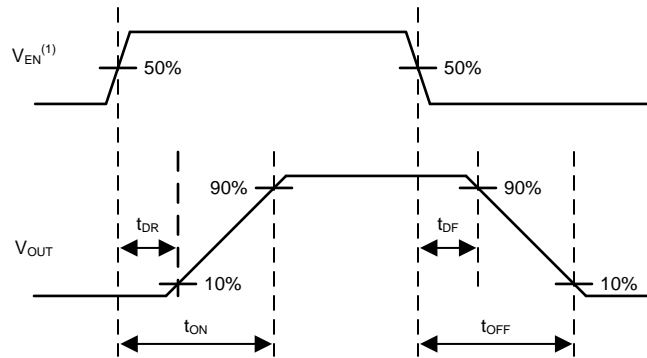 V_EN^(1)
50%
50%
90%
90%
t_DR
t_DF
V_OUT
10%
10%
t_ON
t_OFF